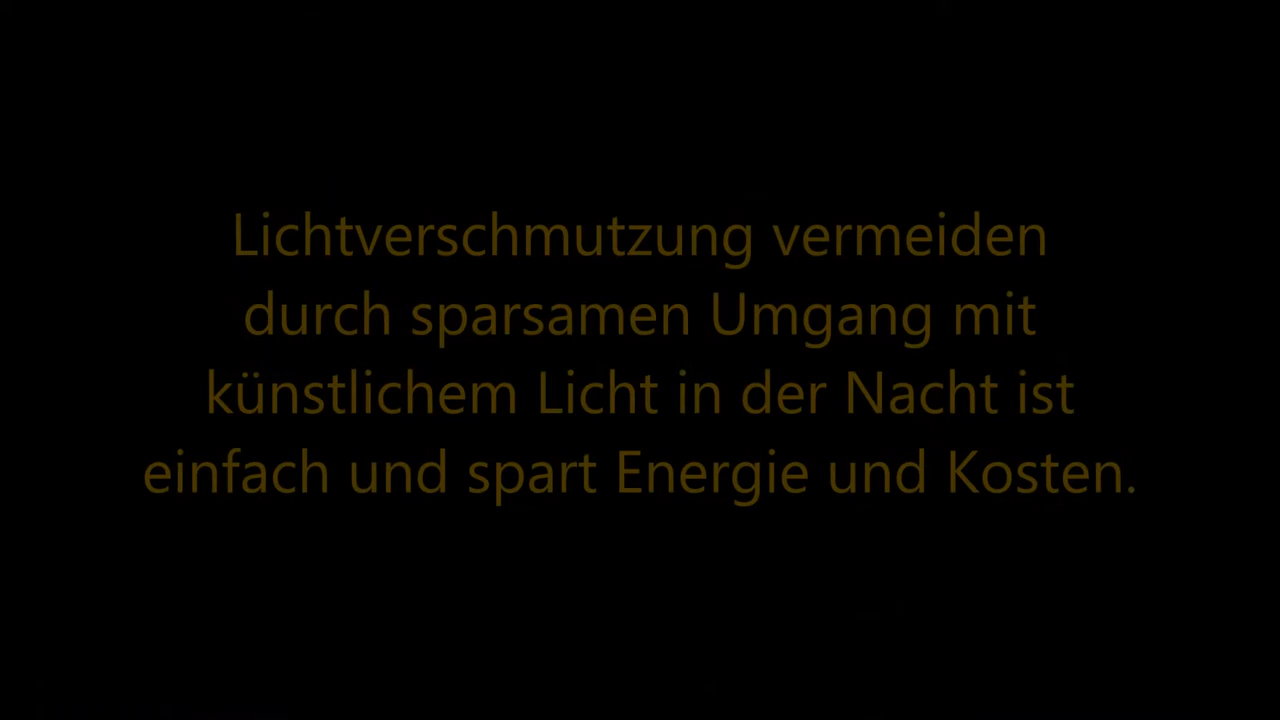 Lichtverschmutzung vermeiden
durch sparsamen Umgang mit
künstlichem Licht in der Nacht ist
einfach und spart Energie und Kosten.